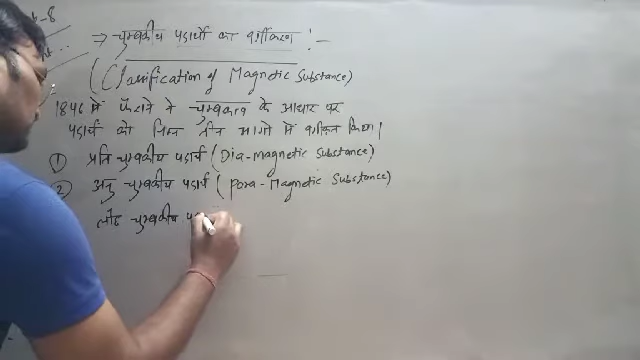 -8
→ चुम्बकीय पदार्थो का वर्गीकरण :-
(Classification of Magnetic Substance)
1846 में फैराडे ने चुम्बकत्व के आधार पर
पदार्थ को निम्न तीन भागो में वर्गीकृत किया।
① प्रति चुम्बकीय पदार्थ (Dia-Magnetic Substance)
② अनु चुम्बकीय पदार्थ (Para-Magnetic Substance)
लौह चुम्बकीय प